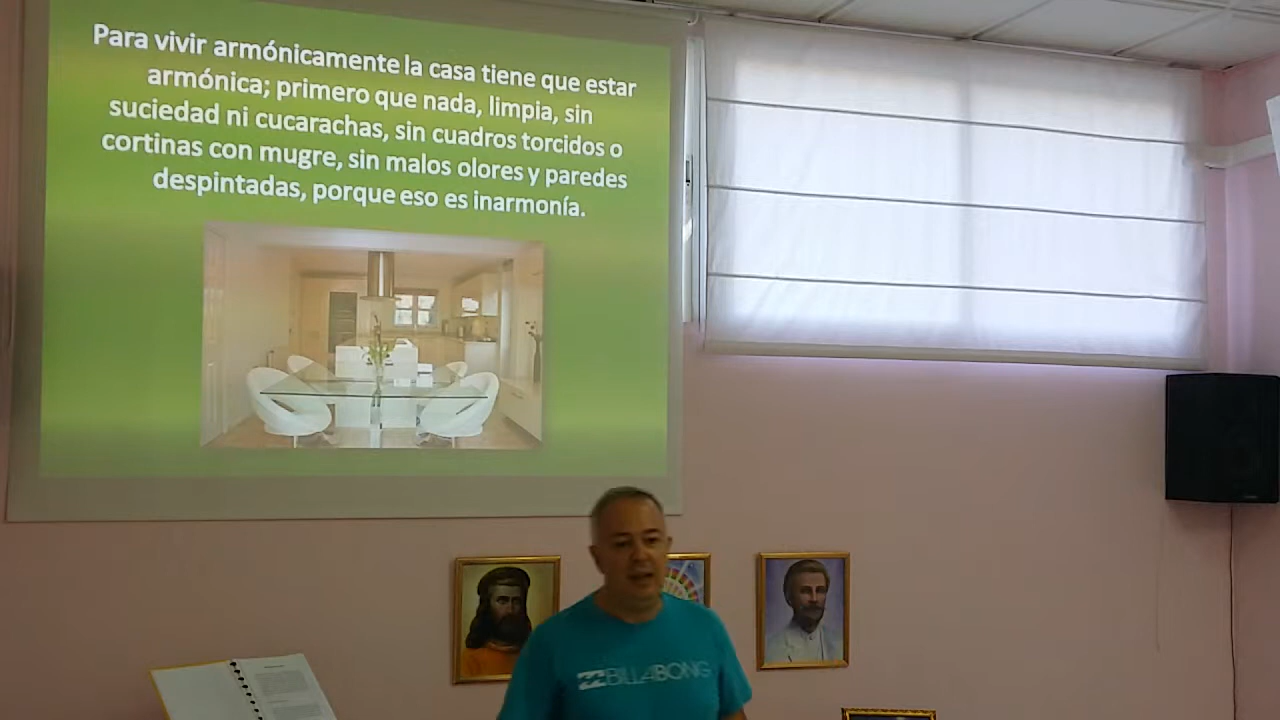 Para vivir armónicamente la casa tiene que estar
armónica; primero que nada, limpia, sin
suciedad ni cucarachas, sin cuadros torcidos o
cortinas con mugre, sin malos olores y paredes
despintadas, porque eso es inarmonía.
BILLABONG